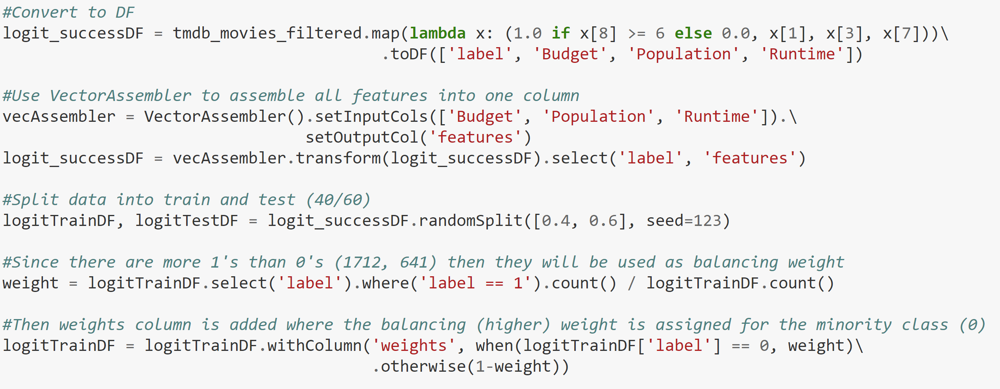 #Convert to DF
logit_successDF = tmdb_movies_filtered.map(lambda x: (1.0 if x[8] >= 6 else 0.0, x[1], x[3], x[7]))\
.toDF(['label', 'Budget', 'Population', 'Runtime'])
#Use VectorAssembler to assemble all features into one column
vecAssembler = VectorAssembler().setInputCols(['Budget', 'Population', 'Runtime']).\
setOutputCol('features')
logit_successDF = vecAssembler.transform(logit_successDF).select('label', 'features')
#Split data into train and test (40/60)
logitTrainDF, logitTestDF = logit_successDF.randomSplit([0.4, 0.6], seed=123)
#Since there are more 1's than 0's (1712, 641) then they will be used as balancing weight
weight = logitTrainDF.select('label').where('label == 1').count() / logitTrainDF.count()
#Then weights column is added where the balancing (higher) weight is assigned for the minority class (0)
logitTrainDF = logitTrainDF.withColumn('weights', when(logitTrainDF['label'] == 0, weight)\
.otherwise(1-weight))